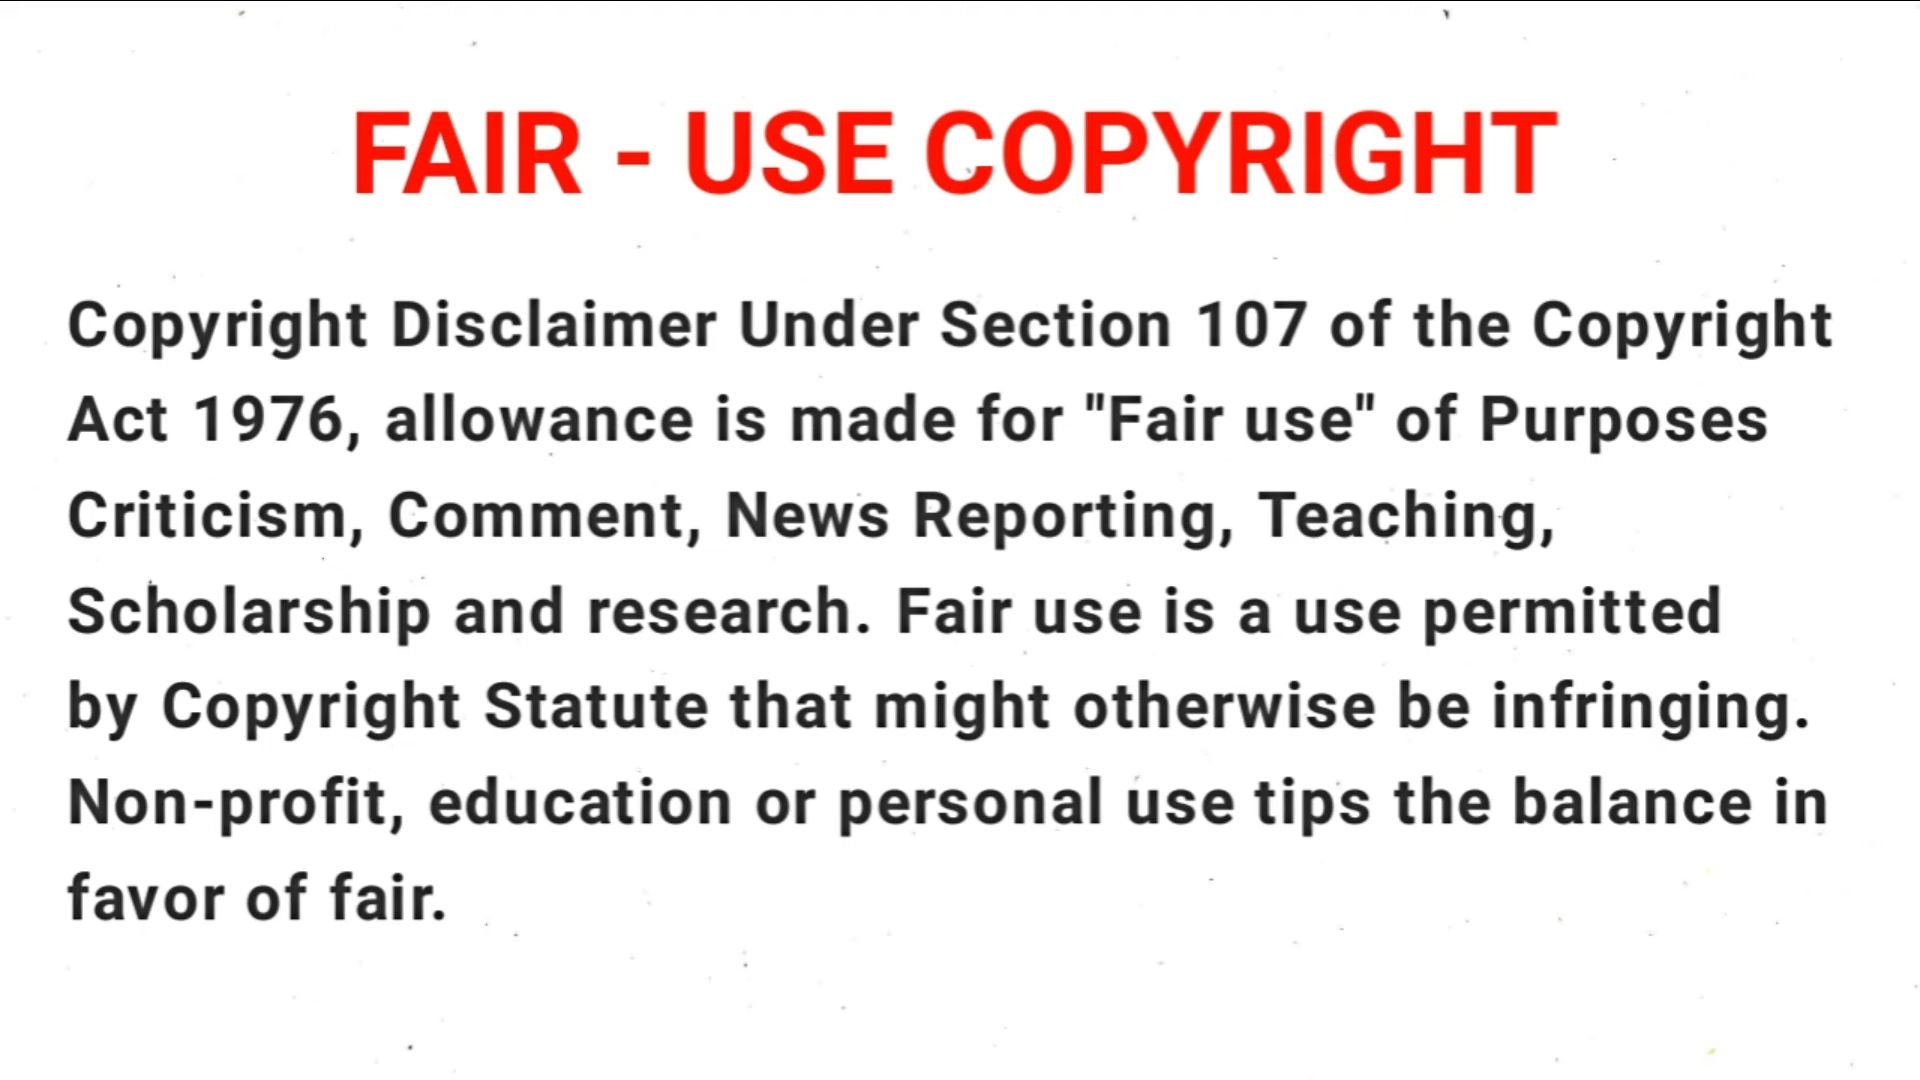 FAIR - USE COPYRIGHT
Copyright Disclaimer Under Section 107 of the Copyright
Act 1976, allowance is made for "Fair use" of Purposes
Criticism, Comment, News Reporting, Teaching,
Scholarship and research. Fair use is a use permitted
by Copyright Statute that might otherwise be infringing.
Non-profit, education or personal use tips the balance in
favor of fair.